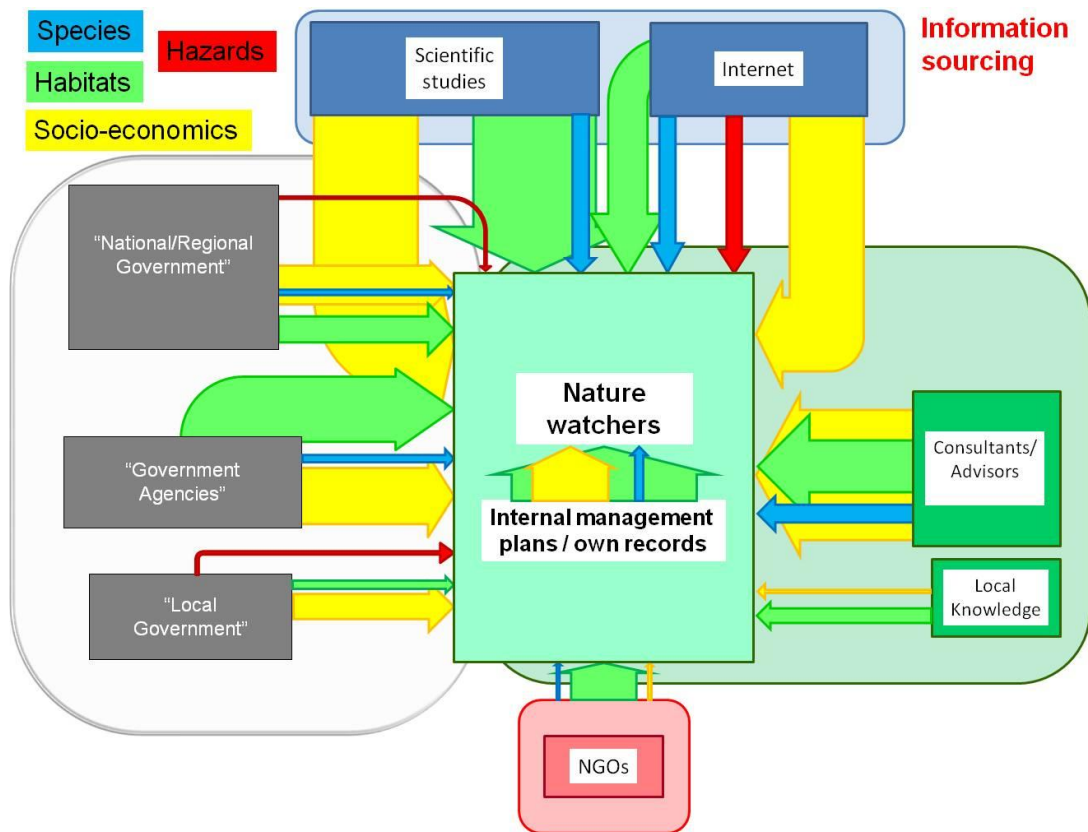 Species
Hazards
Habitats
Socio-economics
Information
sourcing
Scientific
studies
Internet
“National/Regional
Government”
“Government
Agencies”
“Local
Government”
Nature
watchers
Internal management
plans / own records
Consultants/
Advisors
Local
Knowledge
NGOs